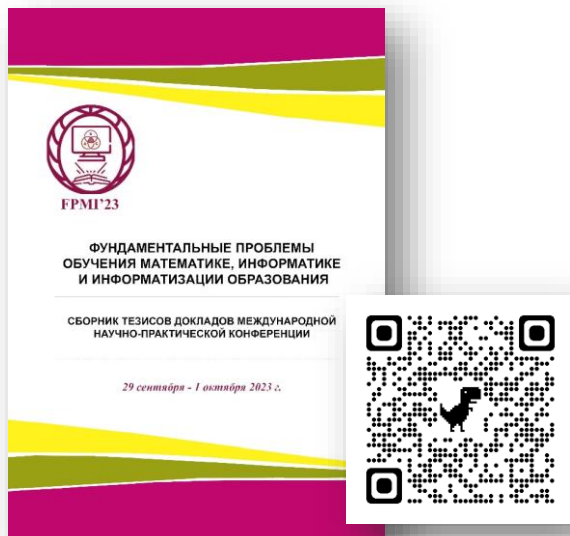 FPMI'23
ФУНДАМЕНТАЛЬНЫЕ ПРОБЛЕМЫ
ОБУЧЕНИЯ МАТЕМАТИКЕ, ИНФОРМАТИКЕ
И ИНФОРМАТИЗАЦИИ ОБРАЗОВАНИЯ
СБОРНИК ТЕЗИСОВ ДОКЛАДОВ МЕЖДУНАРОДНОЙ
НАУЧНО-ПРАКТИЧЕСКОЙ КОНФЕРЕНЦИИ
29 сентября - 1 октября 2023 г.